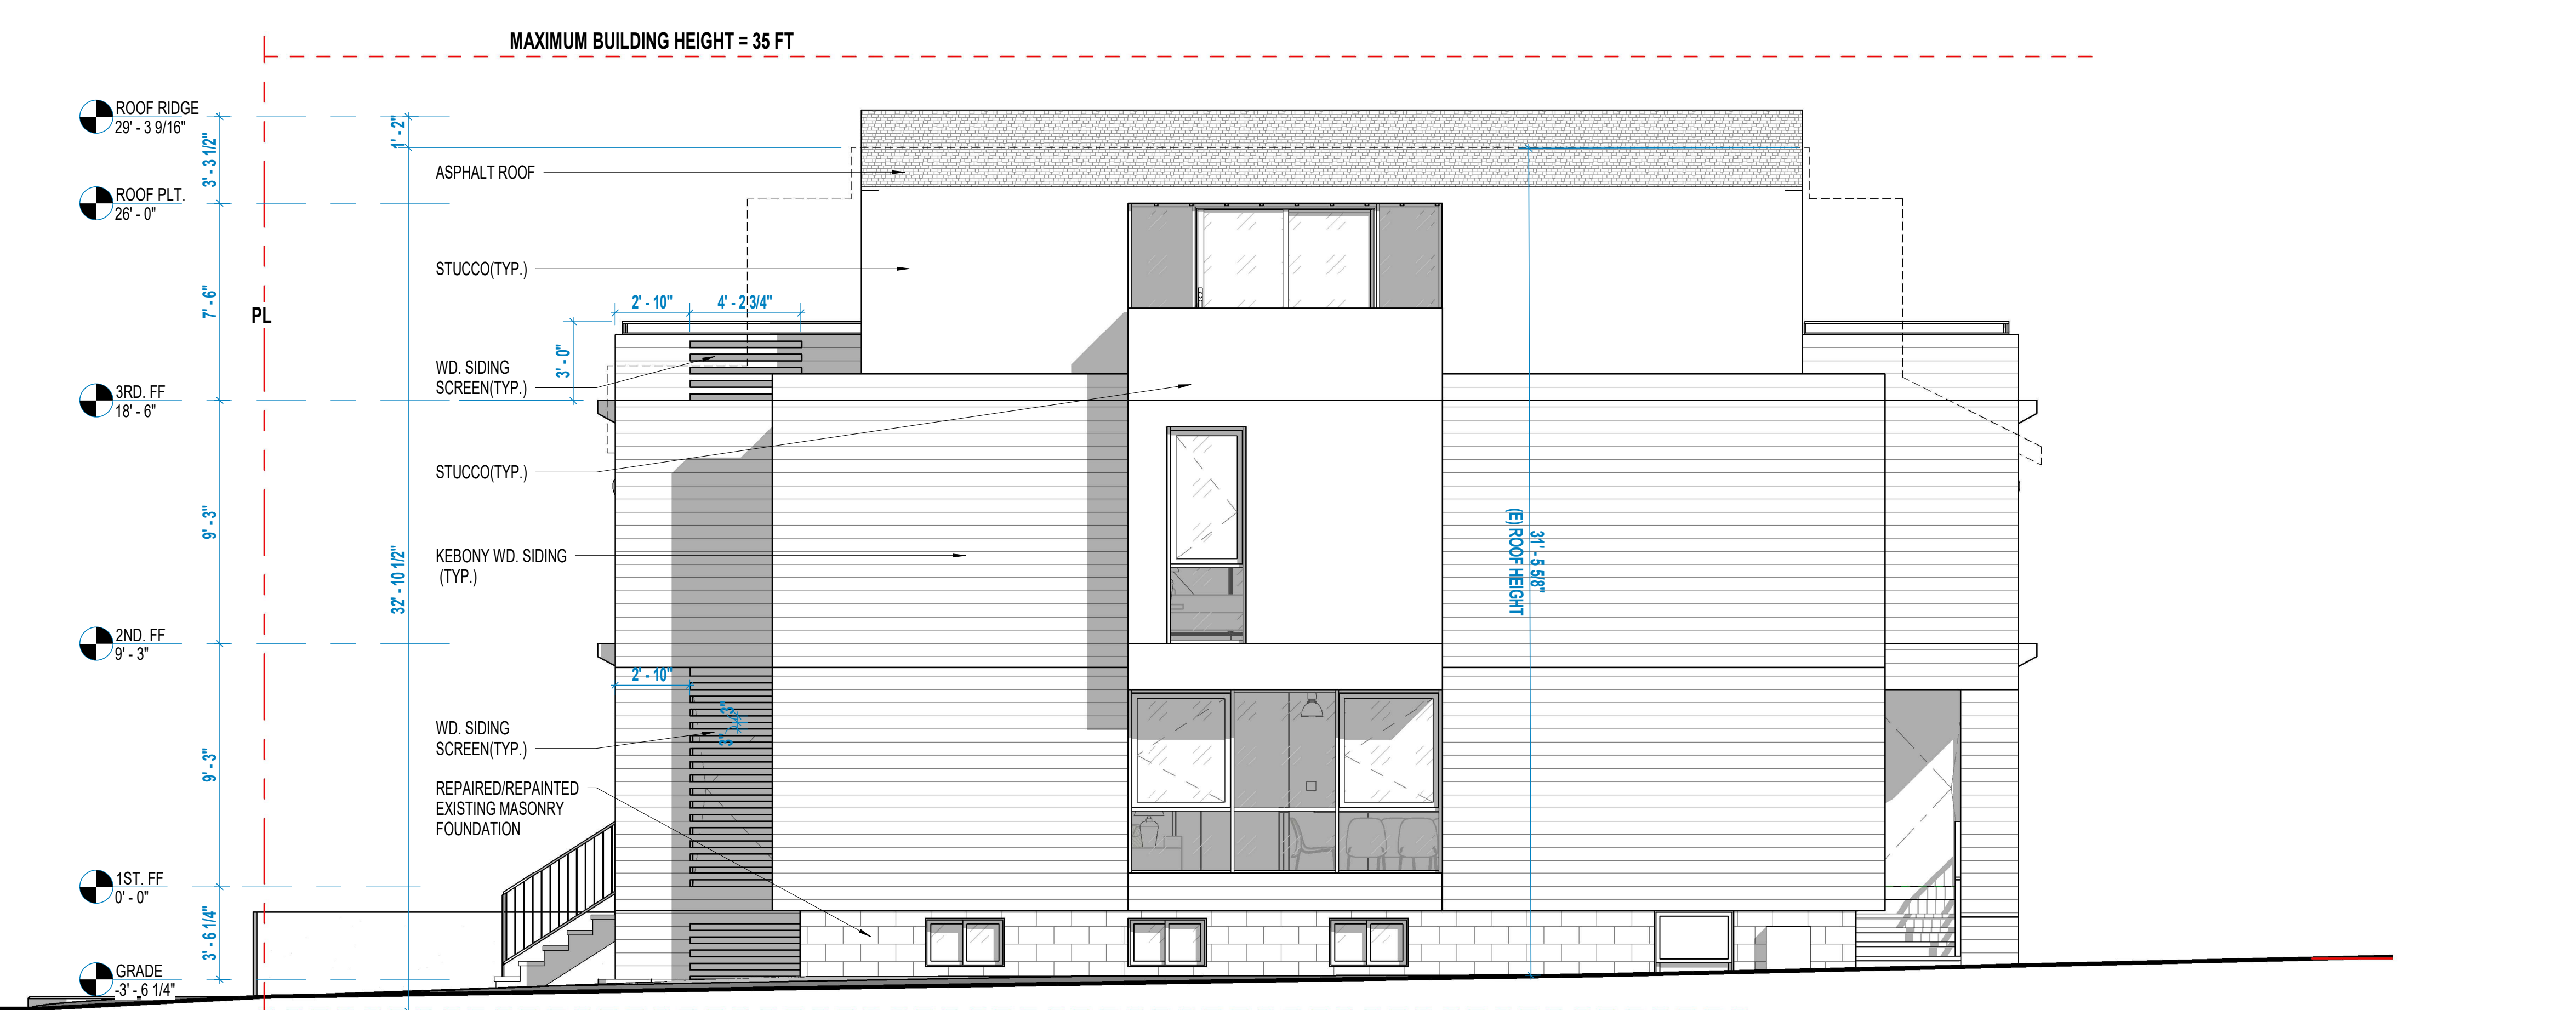 MAXIMUM BUILDING HEIGHT = 35 FT
ROOF RIDGE
29' - 3 9/16"
3' - 3 1/2"
1' - 2"
ASPHALT ROOF
ROOF PLT.
26' - 0"
7' - 6"
STUCCO(TYP.)
PL
2' - 10"
4' - 2 3/4"
3' - 0"
WD. SIDING
SCREEN(TYP.)
3RD. FF
18' - 6"
STUCCO(TYP.)
9' - 3"
KEBONY WD. SIDING
(TYP.)
32' - 10 1/2"
31' - 5 5/8"
(E) ROOF HEIGHT
2ND. FF
9' - 3"
2' - 10"
WD. SIDING
SCREEN(TYP.)
9' - 3"
REPAIRED/REPAINTED
EXISTING MASONRY
FOUNDATION
1ST. FF
0' - 0"
3' - 6 1/4"
GRADE
-3' - 6 1/4"